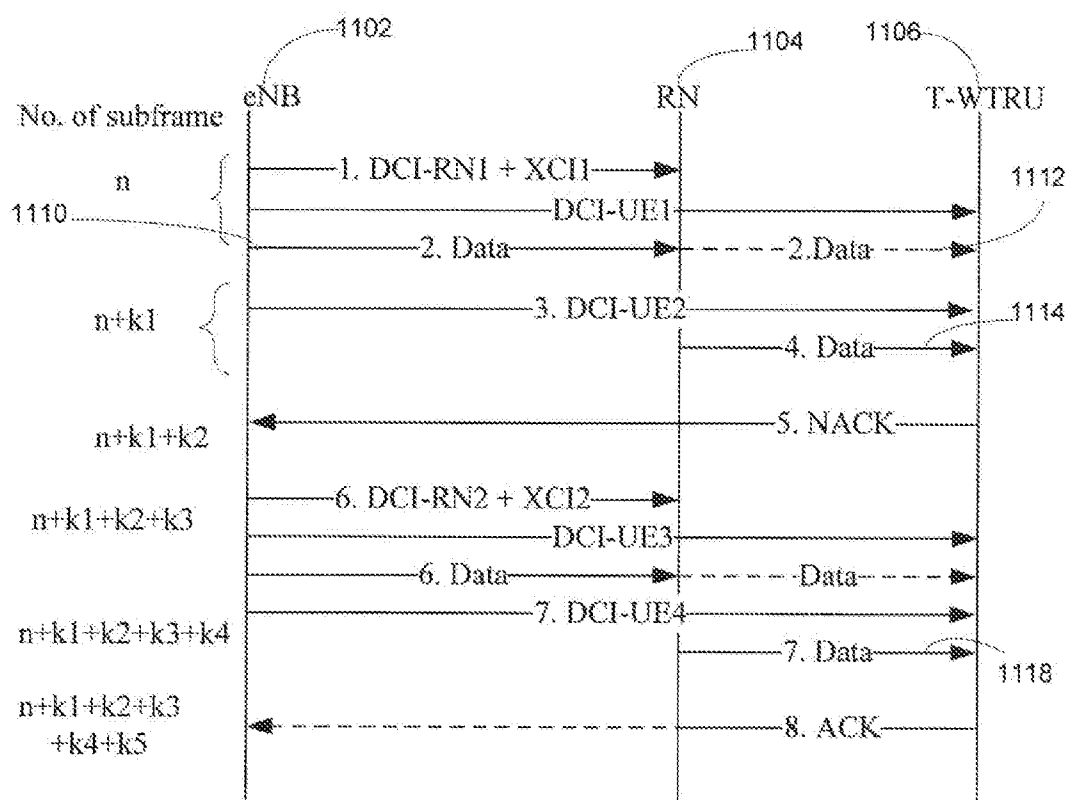 1102
1104
1106
eNB
RN
T-WTRU
No. of subframe
n
1. DCI-RN1 + XCI1
1112
1110
DCI-UE1
2. Data
2.Data
n+k1
3. DCI-UE2
1114
4. Data
n+k1+k2
5. NACK
6. DCI-RN2 + XCI2
n+k1+k2+k3
DCI-UE3
6. Data
Data
7. DCI-UE4
n+k1+k2+k3+k4
7. Data
1118
n+k1+k2+k3
+k4+k5
8. ACK